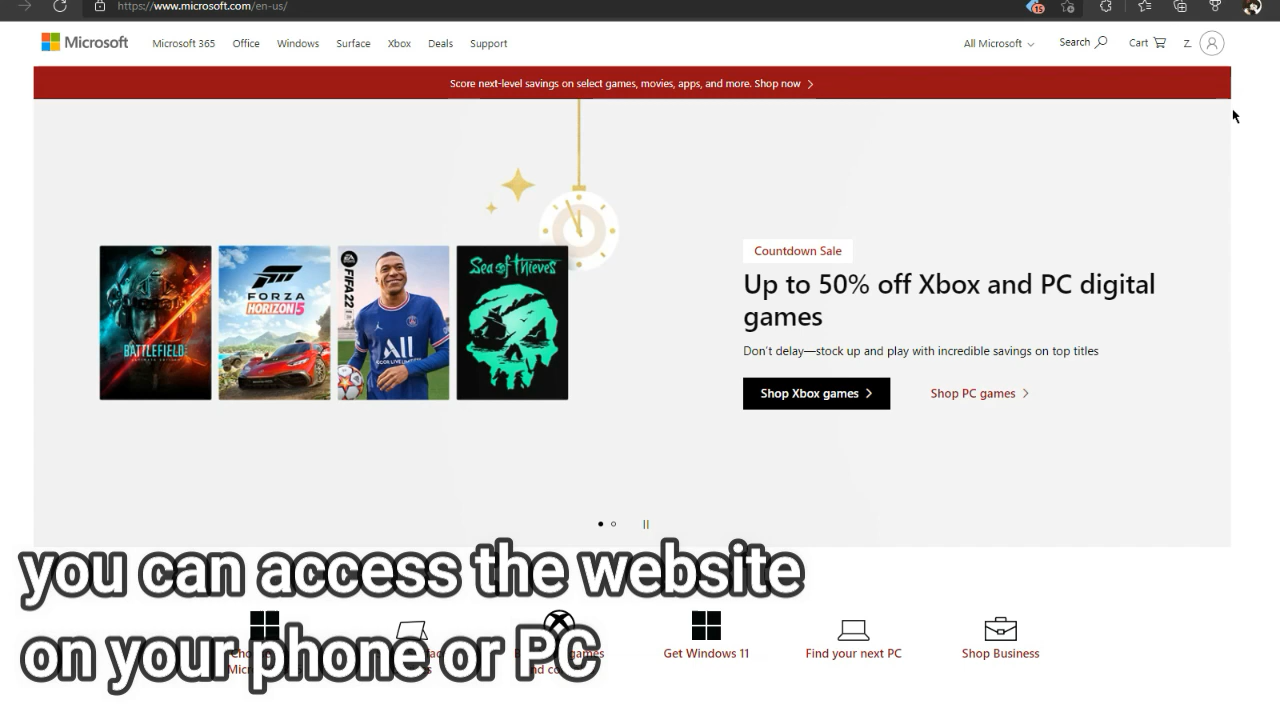 https://www.microsoft.com/en-us/
15
Microsoft
Microsoft 365 Office Windows Surface Xbox Deals Support
All Microsoft Search Cart Z.
Score next-level savings on select games, movies, apps, and more. Shop now
BATTLEFIELD
FORZA
HORIZON 5
EA
FIFA 22
ALL
Sea of Thieves
Countdown Sale
Up to 50% off Xbox and PC digital
games
Don't delay—stock up and play with incredible savings on top titles
Shop Xbox games Shop PC games
you can access the website
on your phone or PC
games
Get Windows 11 Find your next PC Shop Business